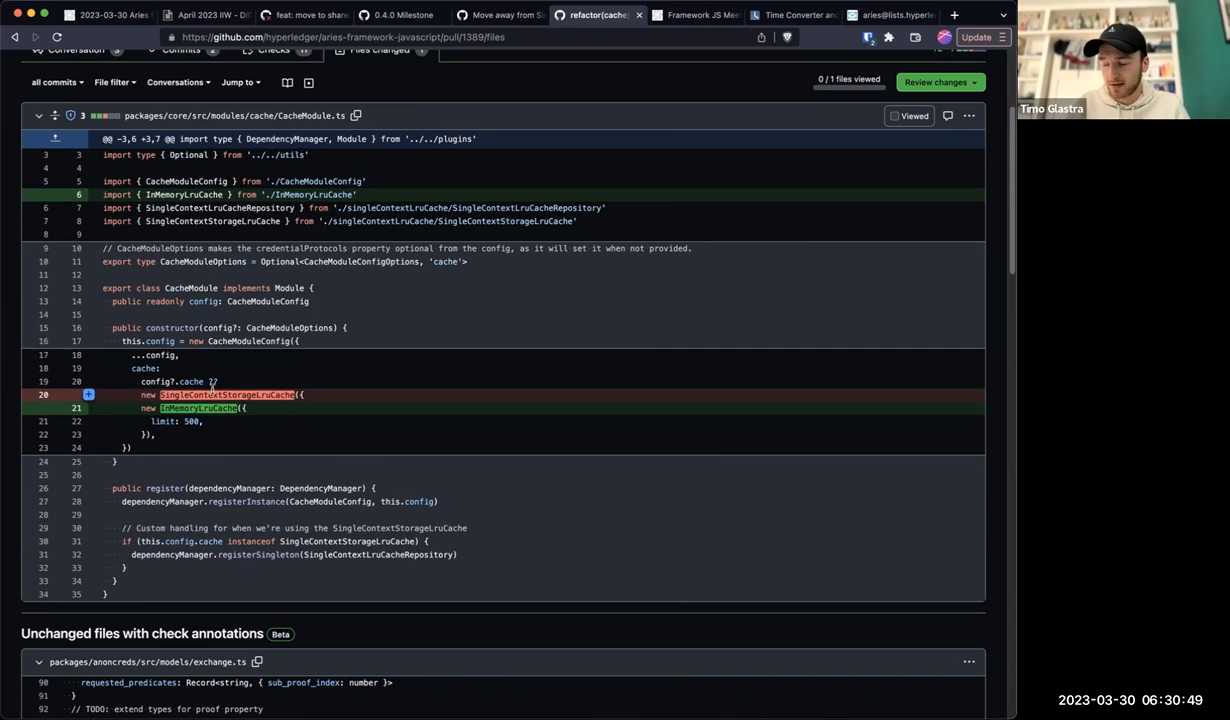 2023-03-30 Aries F
April 2023 IIW - DID
feat: move to share
0.4.0 Milestone
Move away from Si
refactor(cache)
Framework JS Mee
Time Converter and
aries@lists.hyperled
https://github.com/hyperledger/aries-framework-javascript/pull/1389/files
Update
Conversation
Commits
Checks
Files changed
all commits
File filter
Conversations
Jump to
0 / 1 files viewed
Review changes
Timo Glastra
3 packages/core/src/modules/cache/CacheModule.ts
Viewed
@@ -3,6 +3,7 @@ import type { DependencyManager, Module } from '../../plugins'
3 3 import type { Optional } from '../../utils'
4 4
5 5 import { CacheModuleConfig } from './CacheModuleConfig'
6 import { InMemoryLruCache } from './InMemoryLruCache'
6 7 import { SingleContextLruCacheRepository } from './singleContextLruCache/SingleContextLruCacheRepository'
7 8 import { SingleContextStorageLruCache } from './singleContextLruCache/SingleContextStorageLruCache'
8 9
9 10 // CacheModuleOptions makes the credentialProtocols property optional from the config, as it will set it when not provided.
10 11 export type CacheModuleOptions = Optional<CacheModuleConfigOptions, 'cache'>
11 12
12 13 export class CacheModule implements Module {
13 14 public readonly config: CacheModuleConfig
14 15
15 16 public constructor(config?: CacheModuleOptions) {
16 17 this.config = new CacheModuleConfig({
17 18 ...config,
18 19 cache:
19 20 config?.cache ??
20 new SingleContextStorageLruCache({
21 new InMemoryLruCache({
21 22 limit: 500,
22 23 }),
23 24 })
24 25 }
25 26
26 27 public register(dependencyManager: DependencyManager) {
27 28 dependencyManager.registerInstance(CacheModuleConfig, this.config)
28 29
29 30 // Custom handling for when we're using the SingleContextStorageLruCache
30 31 if (this.config.cache instanceof SingleContextStorageLruCache) {
31 32 dependencyManager.registerSingleton(SingleContextLruCacheRepository)
32 33 }
33 34 }
34 35 }
Unchanged files with check annotations Beta
packages/anoncreds/src/models/exchange.ts
90 requested_predicates: Record<string, { sub_proof_index: number }>
91 }
92 // TODO: extend types for proof property
2023-03-30 06:30:49